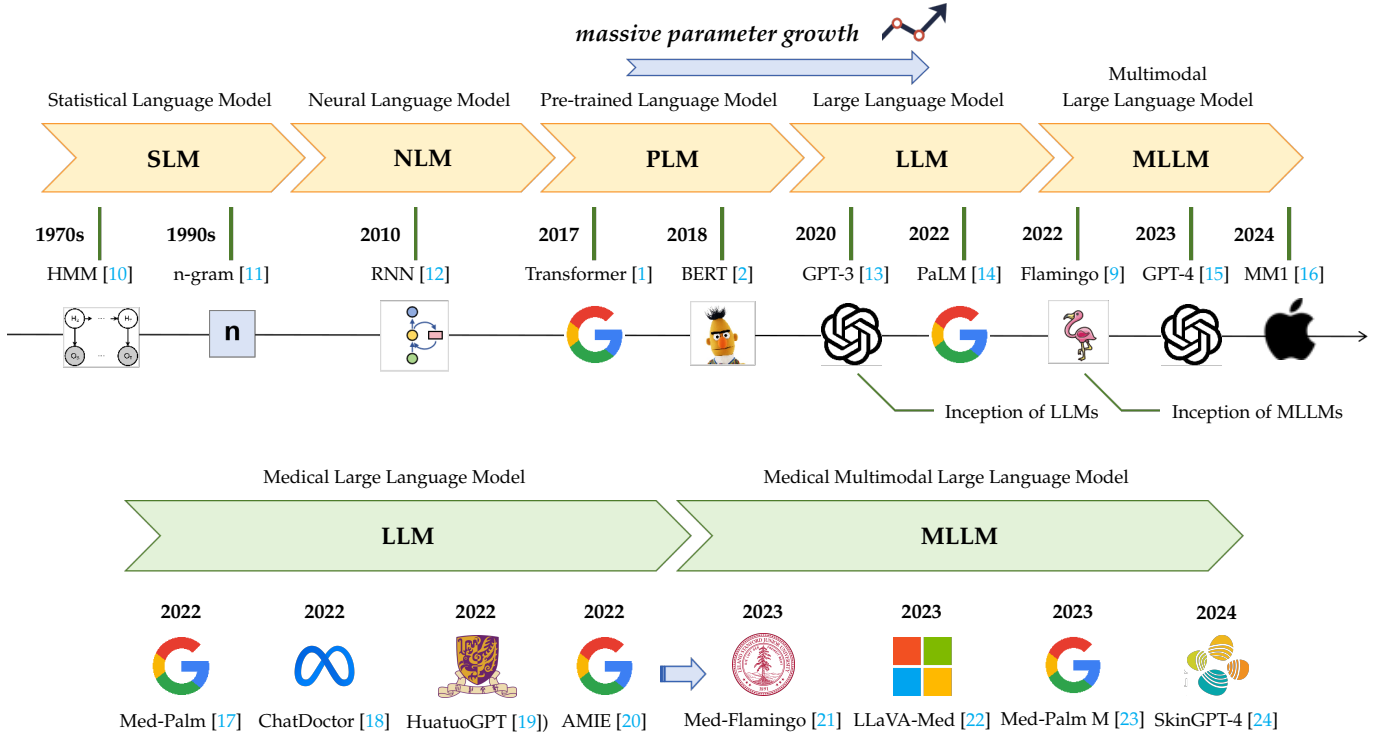 massive parameter growth
Statistical Language Model
Neural Language Model
Pre-trained Language Model
Large Language Model
Multimodal
Large Language Model
SLM
NLM
PLM
LLM
MLLM
1970s
1990s
2010
2017
2018
2020
2022
2022
2023
2024
HMM [10]
n-gram [11]
RNN [12]
Transformer [1]
BERT [2]
GPT-3 [13]
PaLM [14]
Flamingo [9]
GPT-4 [15]
MM1 [16]
n
Inception of LLMs
Inception of MLLMs
Medical Large Language Model
Medical Multimodal Large Language Model
LLM
MLLM
2022
2022
2022
2022
2023
2023
2023
2024
Med-Palm [17]
ChatDoctor [18]
HuatuoGPT [19])
AMIE [20]
Med-Flamingo [21]
LLaVA-Med [22]
Med-Palm M [23]
SkinGPT-4 [24]